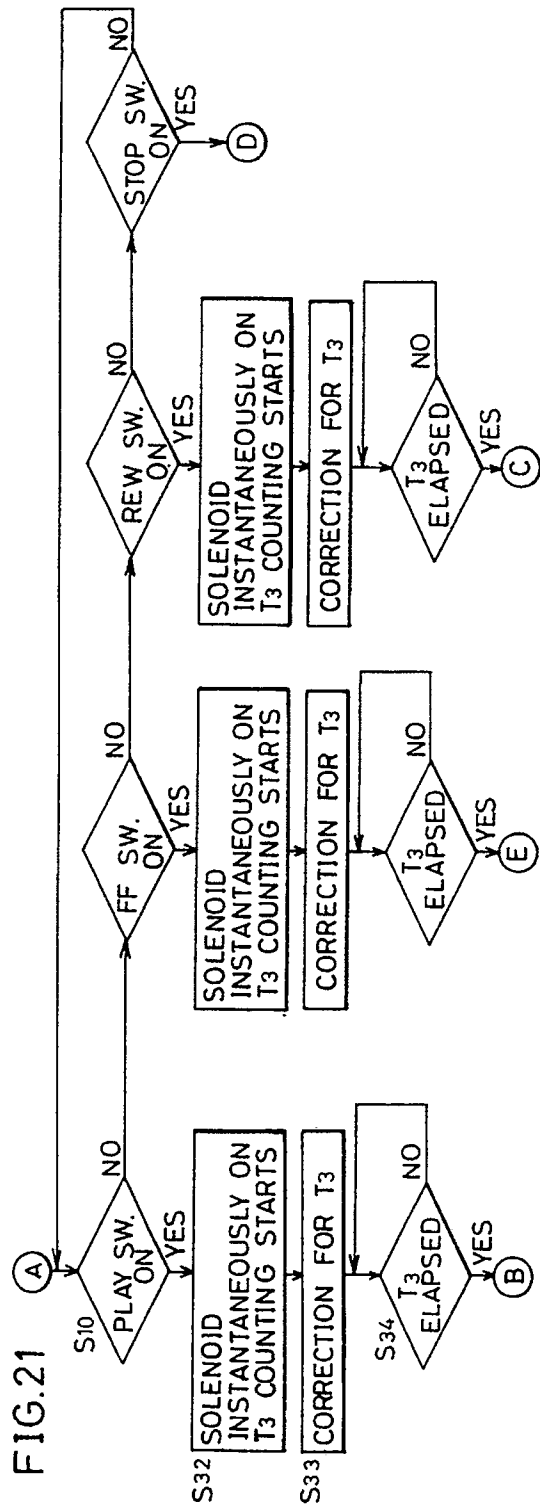 FIG.21
A
S10
PLAY SW.
ON
NO
YES
S32
SOLENOID
INSTANTANEOUSLY ON
T3 COUNTING STARTS
S33
CORRECTION FOR T3
S34
T3
ELAPSED
NO
YES
B
FF SW.
ON
NO
YES
SOLENOID
INSTANTANEOUSLY ON
T3 COUNTING STARTS
CORRECTION FOR T3
T3
ELAPSED
NO
YES
E
REW SW.
ON
NO
YES
SOLENOID
INSTANTANEOUSLY ON
T3 COUNTING STARTS
CORRECTION FOR T3
T3
ELAPSED
NO
YES
C
STOP SW.
ON
NO
YES
D